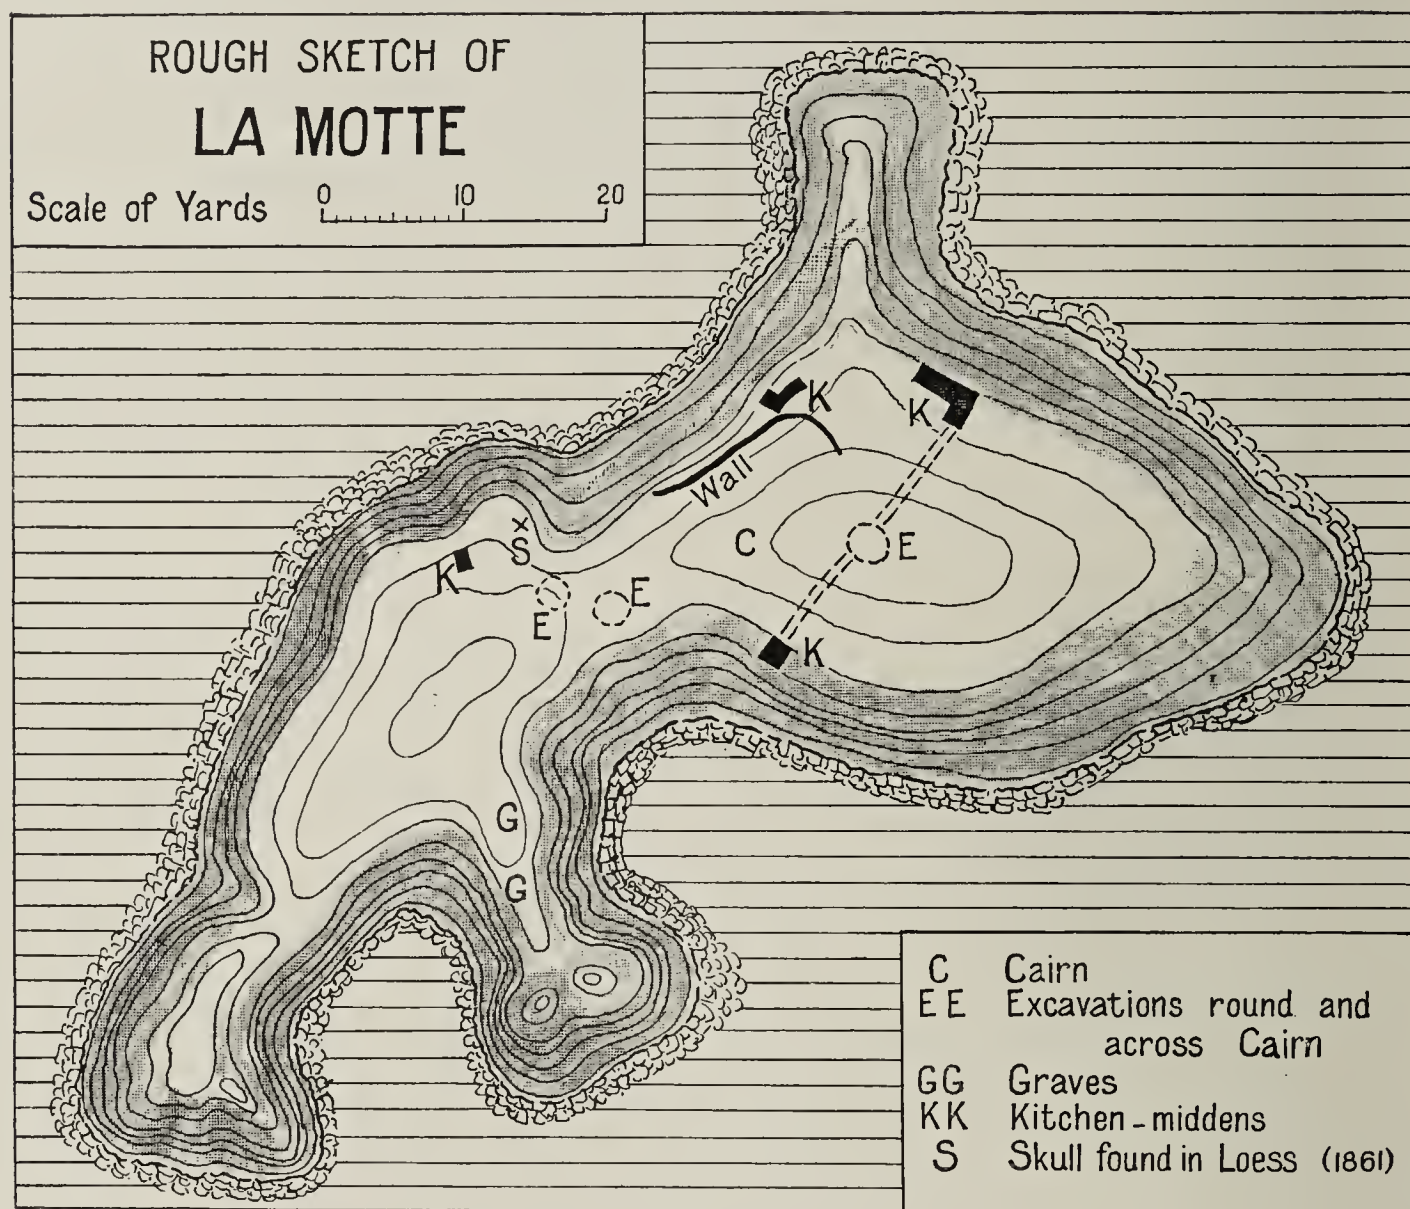 ROUGH SKETCH OF
LA MOTTE
Scale of Yards 0 10 20
K
K
Wall
S
C
E
K
E
E
K
G
G
C Cairn
EE Excavations round and
across Cairn
GG Graves
KK Kitchen-middens
S Skull found in Loess (1861)